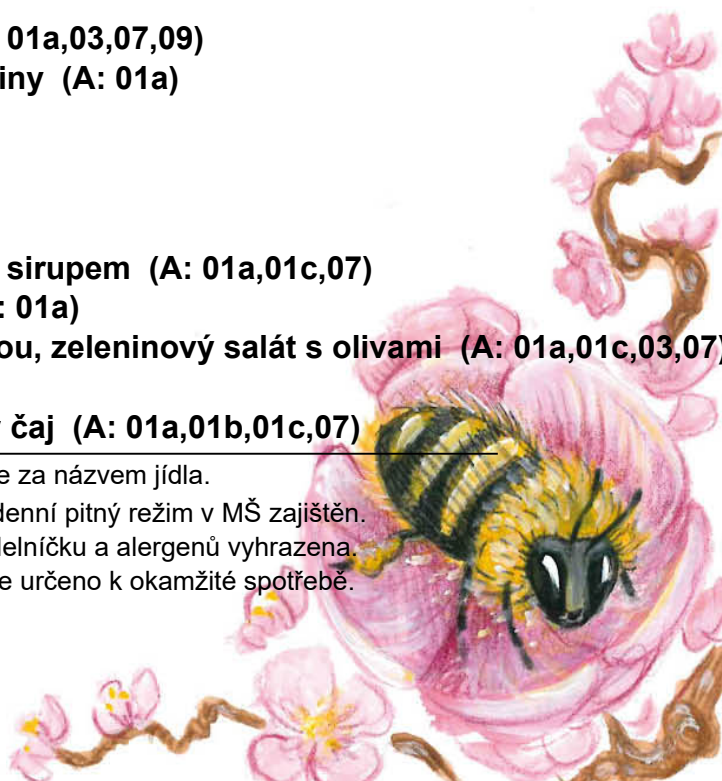 01a,03,07,09)
iny (A: 01a)
sirupem (A: 01a,01c,07)
: 01a)
ou, zeleninový salát s olivami (A: 01a,01c,03,07)
čaj (A: 01a,01b,01c,07)
e za názvem jídla.
denní pitný režim v MŠ zajištěn.
delníčku a alergenů vyhrazena.
e určeno k okamžité spotřebě.